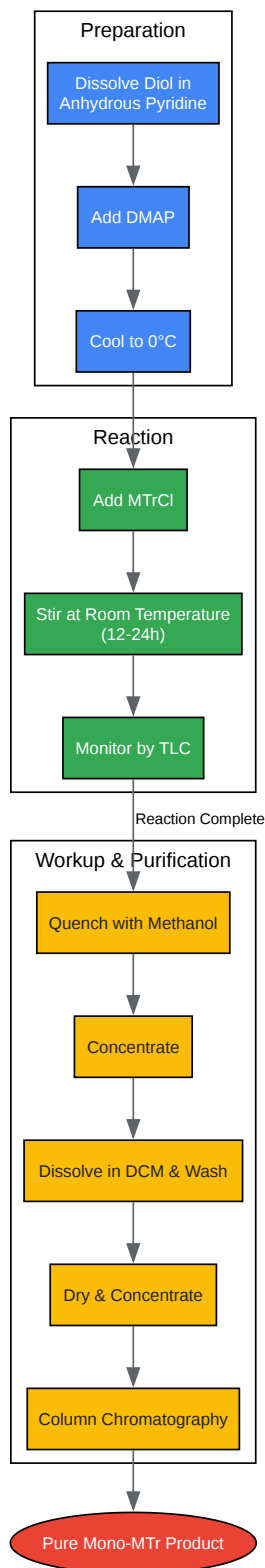 Preparation
Dissolve Diol in
Anhydrous Pyridine
Add DMAP
Cool to 0°C
Reaction
Add MTrCl
Stir at Room Temperature
(12-24h)
Monitor by TLC
Reaction Complete
Workup & Purification
Quench with Methanol
Concentrate
Dissolve in DCM & Wash
Dry & Concentrate
Column Chromatography
Pure Mono-MTr Product